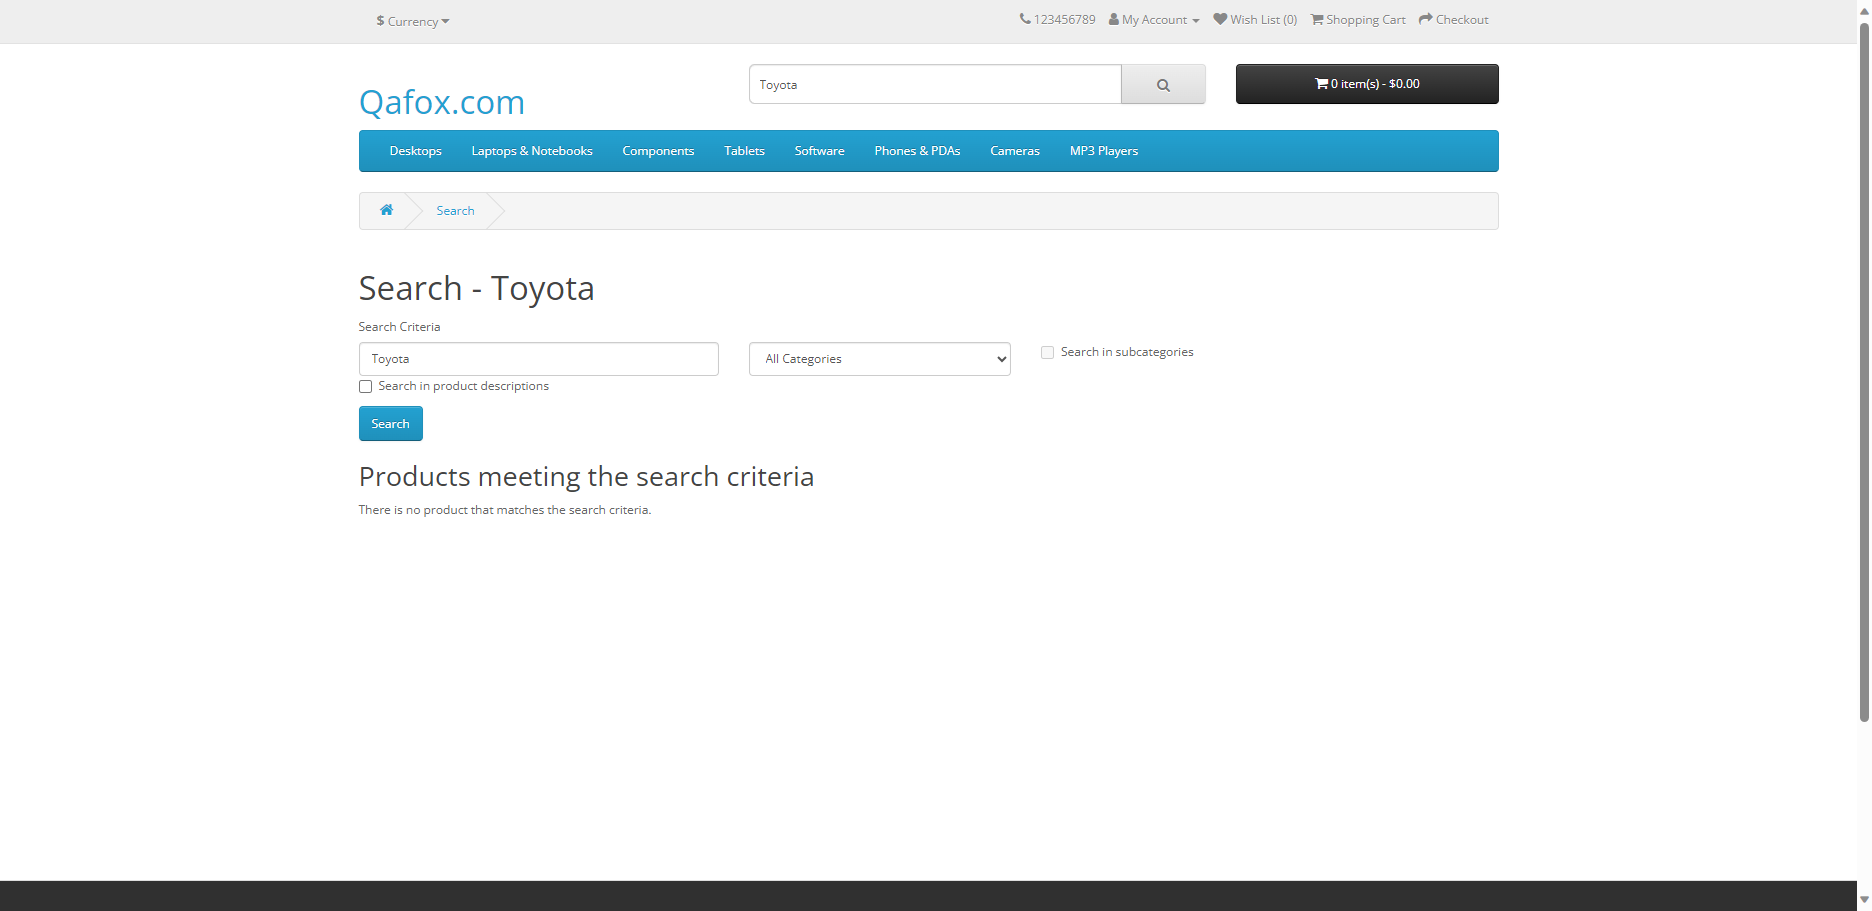 $ Currency
123456789 My Account Wish List (0) Shopping Cart Checkout
Qafox.com
Toyota
0 item(s) - $0.00
Desktops Laptops & Notebooks Components Tablets Software Phones & PDAs Cameras MP3 Players
Search
Search - Toyota
Search Criteria
Toyota All Categories Search in subcategories
Search in product descriptions
Search
Products meeting the search criteria
There is no product that matches the search criteria.